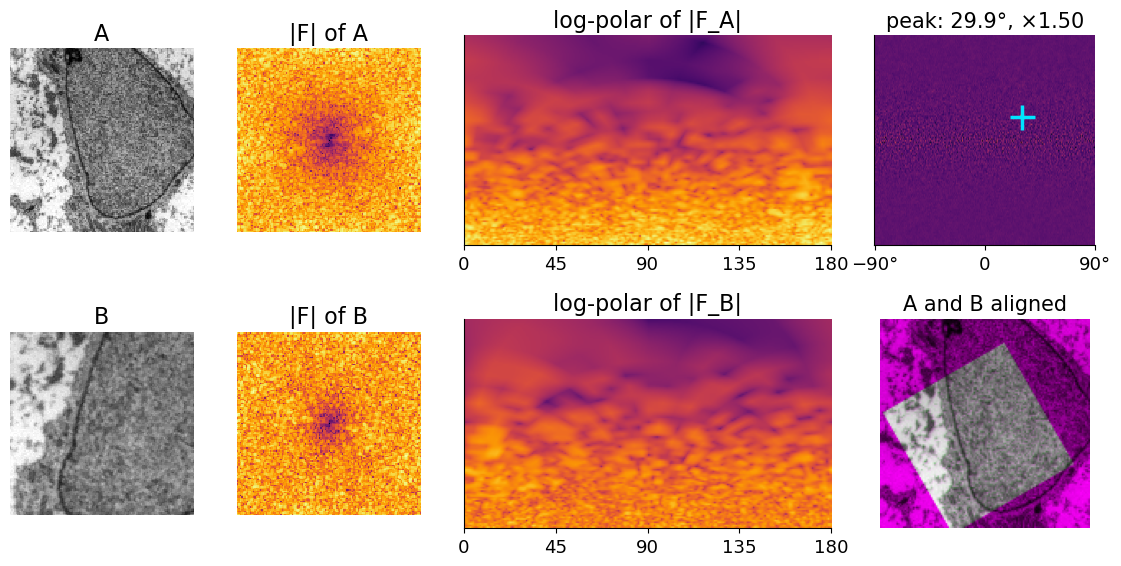 A
|F| of A
log-polar of |F_A|
peak: 29.9°, ×1.50
0
45
90
135
180
−90°
0
90°
B
|F| of B
log-polar of |F_B|
A and B aligned
0
45
90
135
180